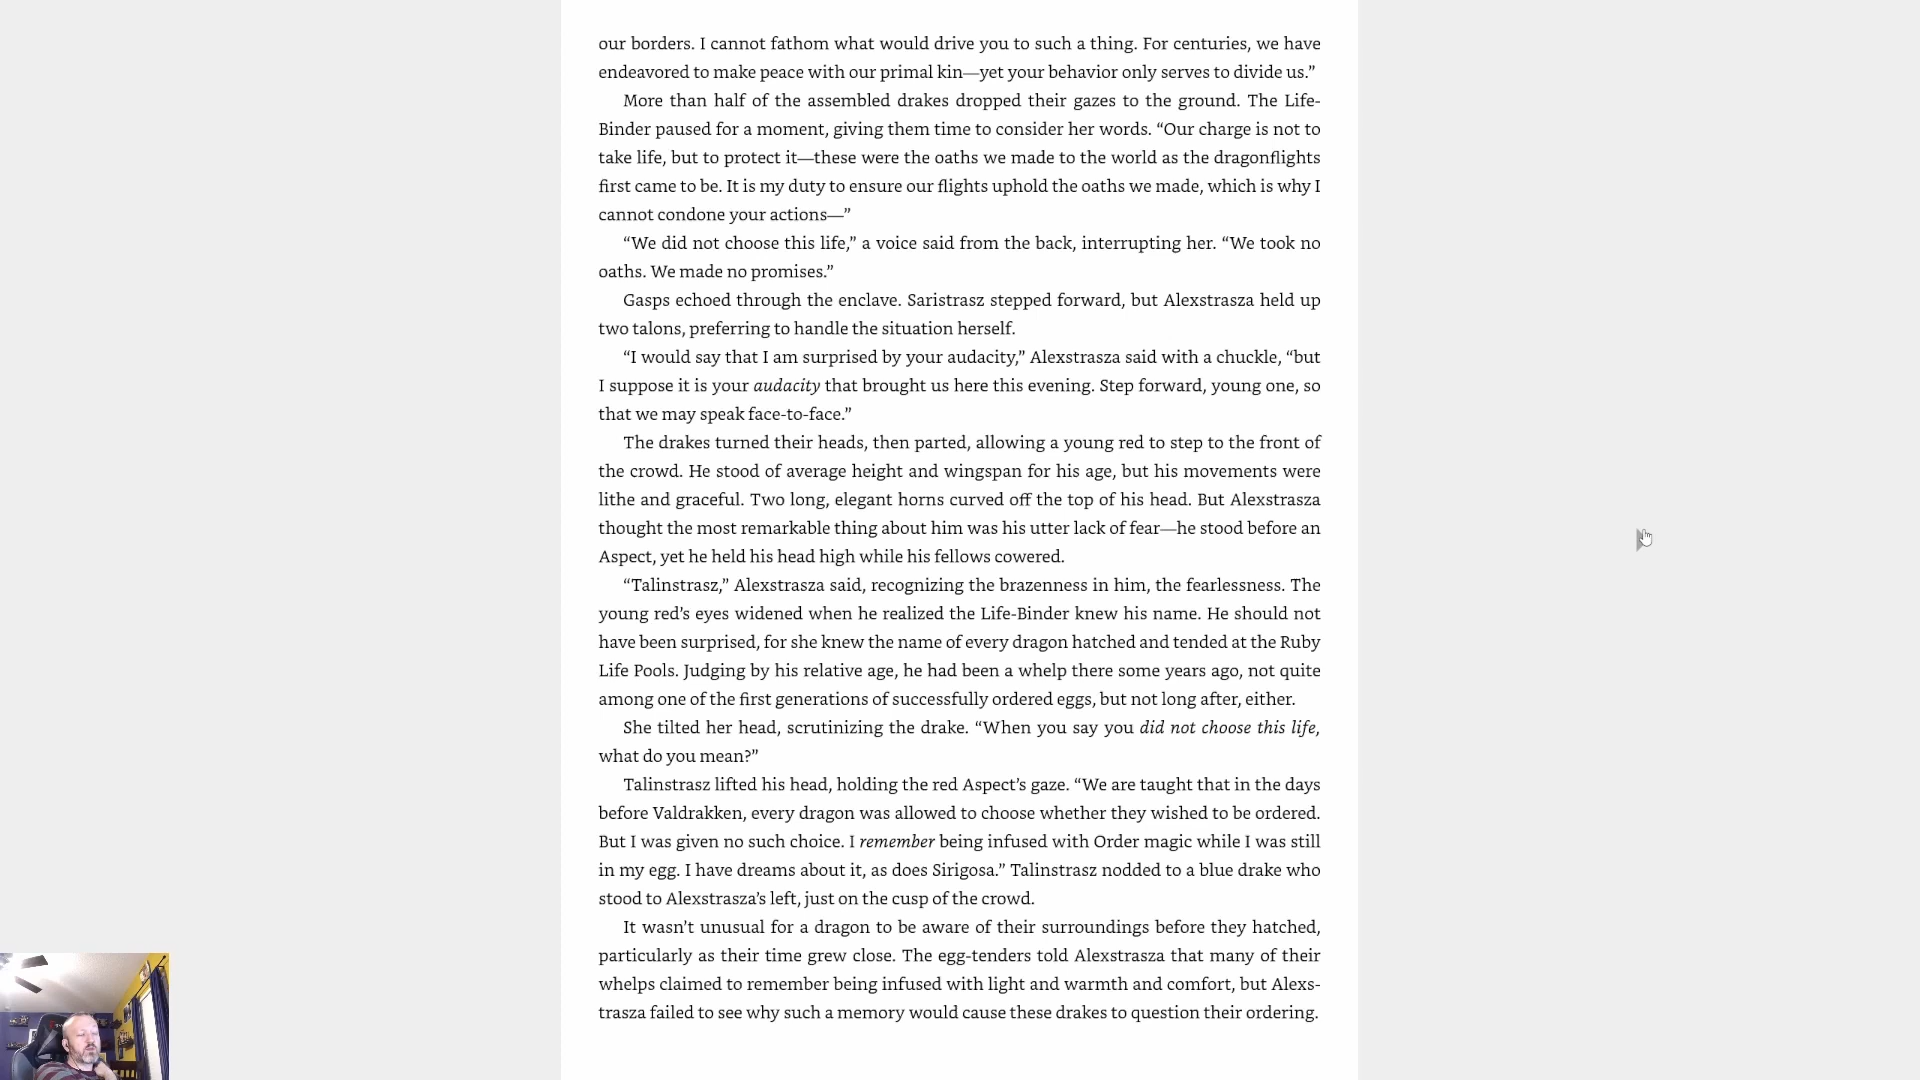 our borders. I cannot fathom what would drive you to such a thing. For centuries, we have
endeavored to make peace with our primal kin—yet your behavior only serves to divide us.”
More than half of the assembled drakes dropped their gazes to the ground. The Life-
Binder paused for a moment, giving them time to consider her words. “Our charge is not to
take life, but to protect it—these were the oaths we made to the world as the dragonflights
first came to be. It is my duty to ensure our flights uphold the oaths we made, which is why I
cannot condone your actions—”
“We did not choose this life,” a voice said from the back, interrupting her. “We took no
oaths. We made no promises.”
Gasps echoed through the enclave. Saristrasz stepped forward, but Alexstrasza held up
two talons, preferring to handle the situation herself.
“I would say that I am surprised by your audacity,” Alexstrasza said with a chuckle, “but
I suppose it is your audacity that brought us here this evening. Step forward, young one, so
that we may speak face-to-face.”
The drakes turned their heads, then parted, allowing a young red to step to the front of
the crowd. He stood of average height and wingspan for his age, but his movements were
lithe and graceful. Two long, elegant horns curved off the top of his head. But Alexstrasza
thought the most remarkable thing about him was his utter lack of fear—he stood before an
Aspect, yet he held his head high while his fellows cowered.
“Talinstrasz,” Alexstrasza said, recognizing the brazenness in him, the fearlessness. The
young red’s eyes widened when he realized the Life-Binder knew his name. He should not
have been surprised, for she knew the name of every dragon hatched and tended at the Ruby
Life Pools. Judging by his relative age, he had been a whelp there some years ago, not quite
among one of the first generations of successfully ordered eggs, but not long after, either.
She tilted her head, scrutinizing the drake. “When you say you did not choose this life,
what do you mean?”
Talinstrasz lifted his head, holding the red Aspect’s gaze. “We are taught that in the days
before Valdrakken, every dragon was allowed to choose whether they wished to be ordered.
But I was given no such choice. I remember being infused with Order magic while I was still
in my egg. I have dreams about it, as does Sirigosa.” Talinstrasz nodded to a blue drake who
stood to Alexstrasza’s left, just on the cusp of the crowd.
It wasn’t unusual for a dragon to be aware of their surroundings before they hatched,
particularly as their time grew close. The egg-tenders told Alexstrasza that many of their
whelps claimed to remember being infused with light and warmth and comfort, but Alexs-
trasza failed to see why such a memory would cause these drakes to question their ordering.